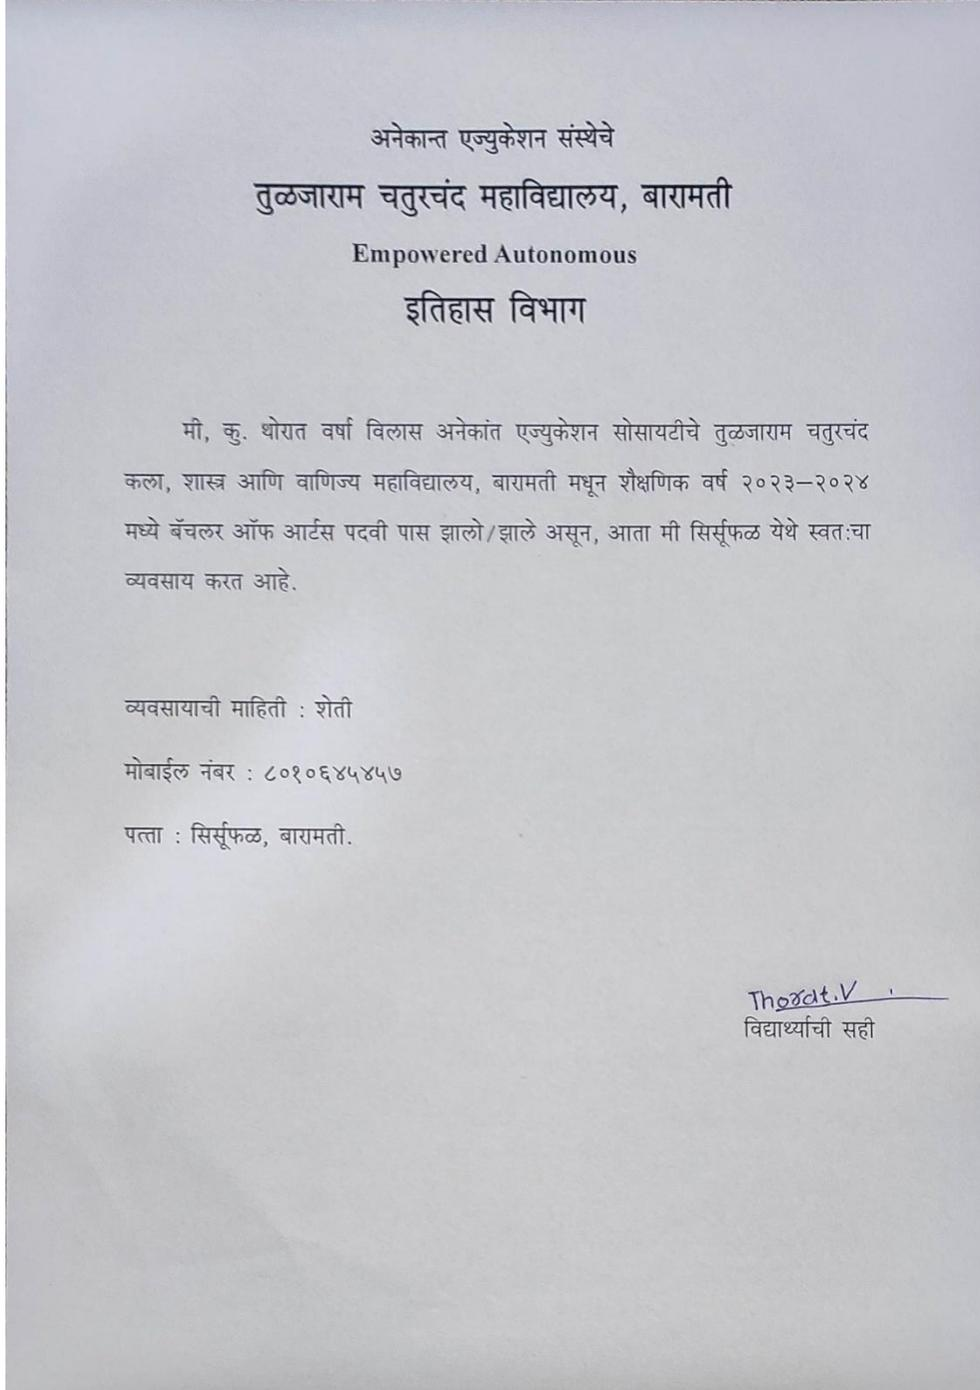 अनेकान्त एज्युकेशन संस्थेचे
तुळजाराम चतुरचंद महाविद्यालय, बारामती
Empowered Autonomous
इतिहास विभाग
मी, कु. थोरात वर्षा विलास अनेकांत एज्युकेशन सोसायटीचे तुळजाराम चतुरचंद
कला, शास्त्र आणि वाणिज्य महाविद्यालय, बारामती मधून शैक्षणिक वर्ष २०२३–२०२४
मध्ये बॅचलर ऑफ आर्टस पदवी पास झालो/झाले असून, आता मी सिर्सूफळ येथे स्वतःचा
व्यवसाय करत आहे.
व्यवसायाची माहिती : शेती
मोबाईल नंबर : ८०१०६४५४५७
पत्ता : सिर्सूफळ, बारामती.
Thorat.V
विद्यार्थ्याची सही